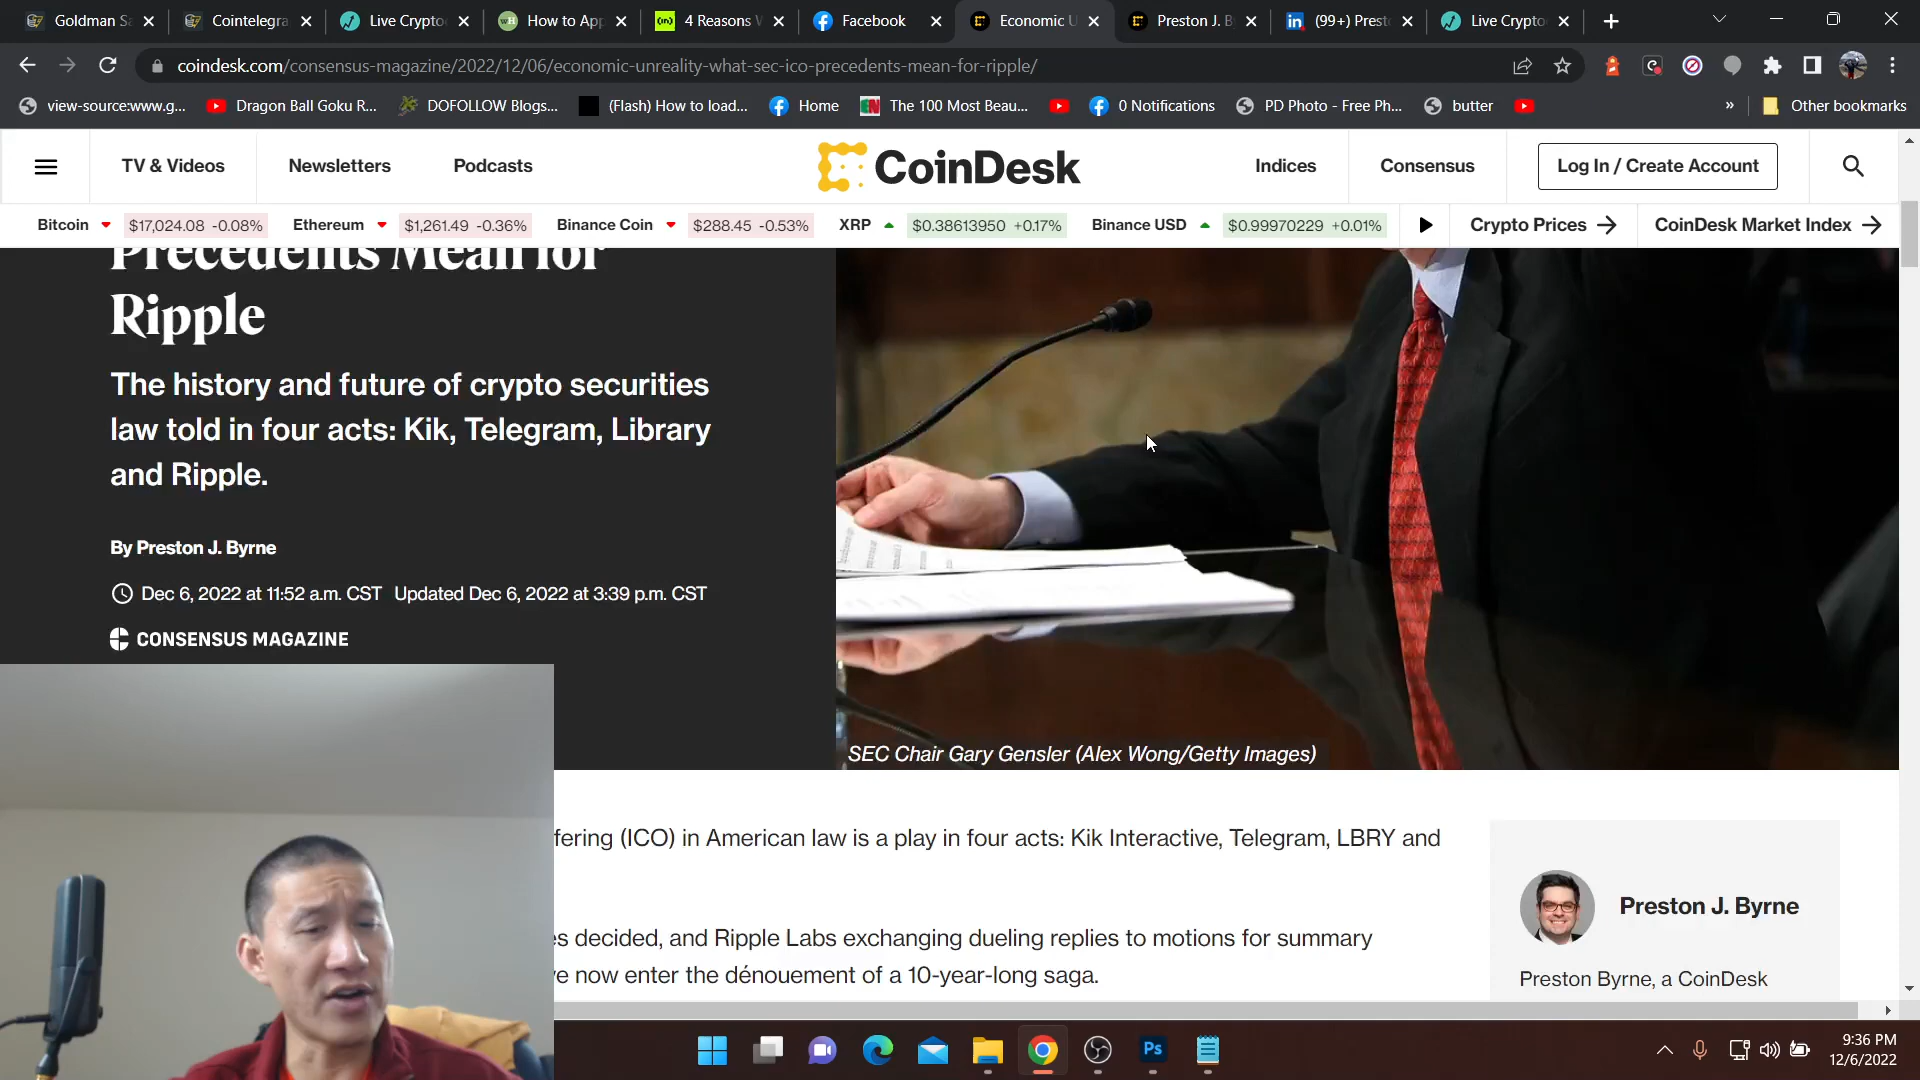 Goldman Sa
Cointelegra
Live Crypto
How to App
4 Reasons W
Facebook
Economic U
Preston J. B
(99+) Prest
Live Crypto
coindesk.com/consensus-magazine/2022/12/06/economic-unreality-what-sec-ico-precedents-mean-for-ripple/
view-source:www.g...
Dragon Ball Goku R...
DOFOLLOW Blogs...
(Flash) How to load...
Home
The 100 Most Beau...
0 Notifications
PD Photo - Free Ph...
butter
»
Other bookmarks
TV & Videos
Newsletters
Podcasts
CoinDesk
Indices
Consensus
Log In / Create Account
Bitcoin $17,024.08 -0.08%
Ethereum $1,261.49 -0.36%
Binance Coin $288.45 -0.53%
XRP $0.38613950 +0.17%
Binance USD $0.99970229 +0.01%
Crypto Prices
CoinDesk Market Index
Precedents Mean for
Ripple
The history and future of crypto securities
law told in four acts: Kik, Telegram, Library
and Ripple.
By Preston J. Byrne
Dec 6, 2022 at 11:52 a.m. CST Updated Dec 6, 2022 at 3:39 p.m. CST
CONSENSUS MAGAZINE
SEC Chair Gary Gensler (Alex Wong/Getty Images)
fering (ICO) in American law is a play in four acts: Kik Interactive, Telegram, LBRY and
es decided, and Ripple Labs exchanging dueling replies to motions for summary
ve now enter the dénouement of a 10-year-long saga.
Preston J. Byrne
Preston Byrne, a CoinDesk
Ps
9:36 PM
12/6/2022